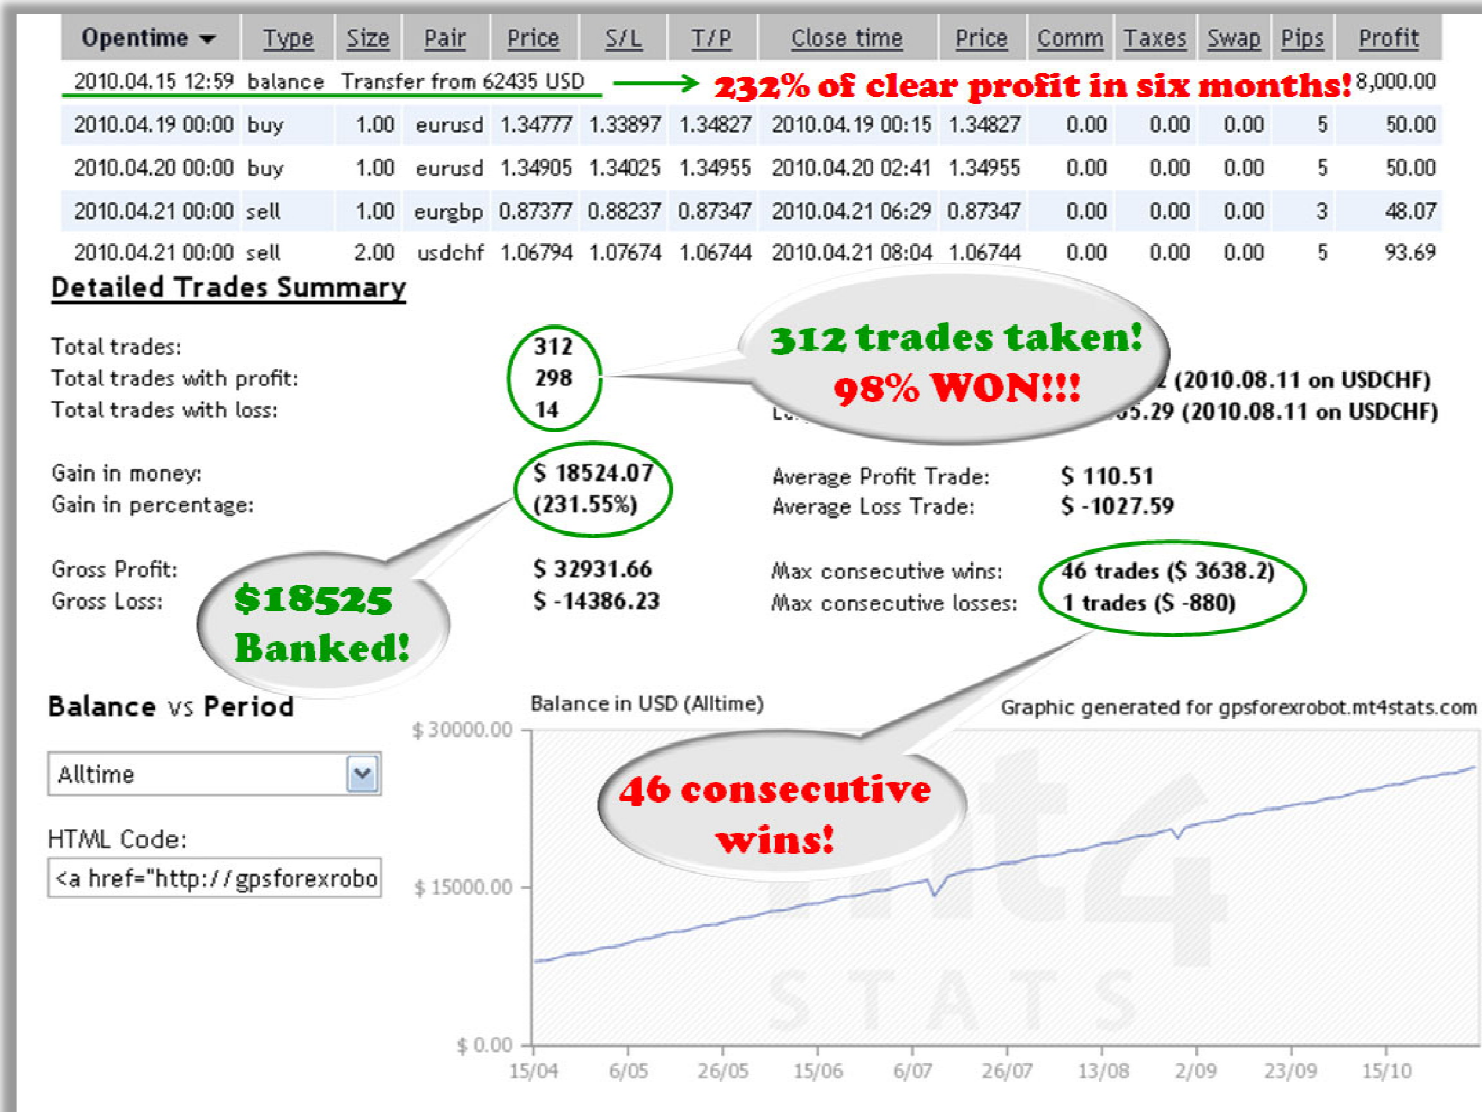 Opentime Type Size Pair Price S/L T/P Close time Price Comm Taxes Swap Pips Profit
2010.04.15 12:59 balance Transfer from 62435 USD 232% of clear profit in six months! 8,000.00
2010.04.19 00:00 buy 1.00 eurusd 1.34777 1.33897 1.34827 2010.04.19 00:15 1.34827 0.00 0.00 0.00 5 50.00
2010.04.20 00:00 buy 1.00 eurusd 1.34905 1.34025 1.34955 2010.04.20 02:41 1.34955 0.00 0.00 0.00 5 50.00
2010.04.21 00:00 sell 1.00 eurgbp 0.87377 0.88237 0.87347 2010.04.21 06:29 0.87347 0.00 0.00 0.00 3 48.07
2010.04.21 00:00 sell 2.00 usdchf 1.06794 1.07674 1.06744 2010.04.21 08:04 1.06744 0.00 0.00 0.00 5 93.69
Detailed Trades Summary
312 trades taken!
98% WON!!!
Total trades: 312
Total trades with profit: 298 (2010.08.11 on USDCHF)
Total trades with loss: 14 5.29 (2010.08.11 on USDCHF)
Gain in money: $ 18524.07 Average Profit Trade: $ 110.51
Gain in percentage: (231.55%) Average Loss Trade: $ -1027.59
Gross Profit: $ 32931.66 Max consecutive wins: 46 trades ($ 3638.2)
Gross Loss: $ -14386.23 Max consecutive losses: 1 trades ($ -880)
$18525
Banked!
Balance vs Period
Alltime
HTML Code:
<a href="http://gpsforexrobo
Balance in USD (Alltime) Graphic generated for gpsforexrobot.mt4stats.com
46 consecutive
wins!
$ 30000.00
$ 15000.00
$ 0.00
mt4
STATS
15/04 6/05 26/05 15/06 6/07 26/07 13/08 2/09 23/09 15/10